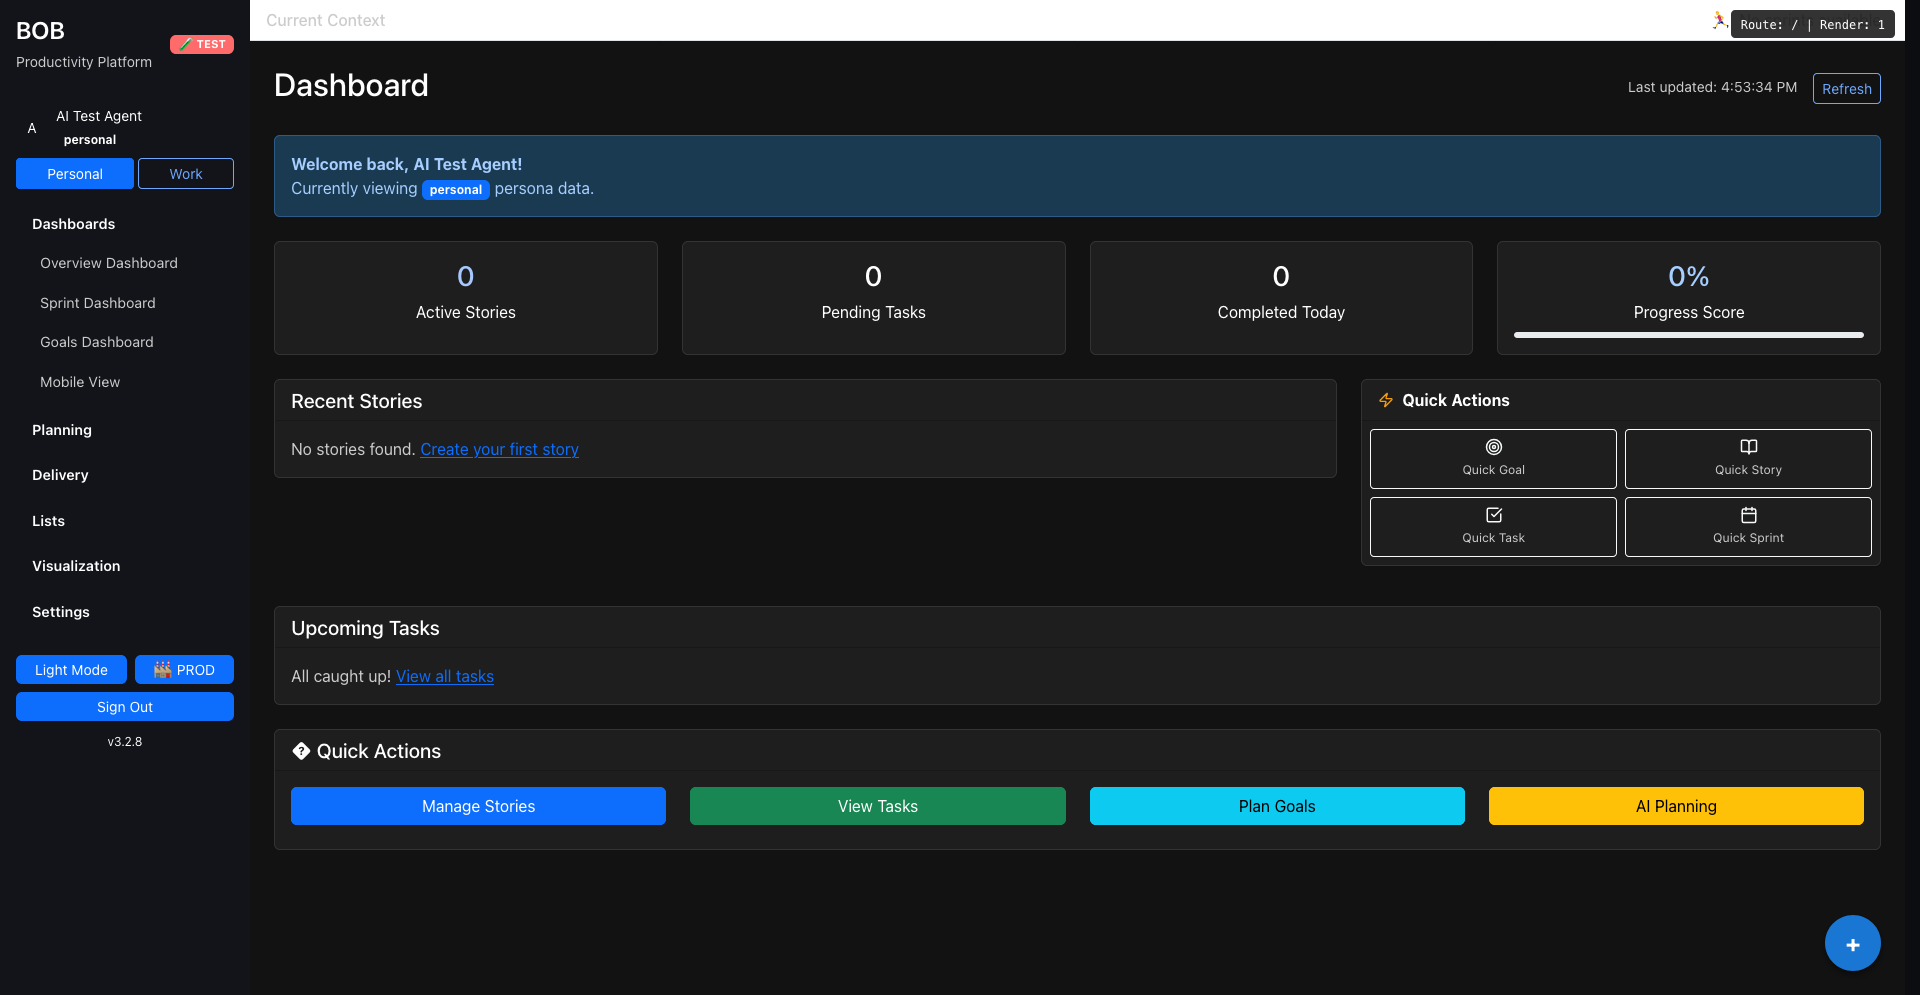 BOB
🧪 TEST
Productivity Platform
A
AI Test Agent
personal
Personal
Work
Dashboards
Overview Dashboard
Sprint Dashboard
Goals Dashboard
Mobile View
Planning
Delivery
Lists
Visualization
Settings
Light Mode
🏭 PROD
Sign Out
v3.2.8
Current Context
Route: / | Render: 1
Dashboard
Last updated: 4:53:34 PM
Refresh
Welcome back, AI Test Agent!
Currently viewing personal persona data.
0
Active Stories
0
Pending Tasks
0
Completed Today
0%
Progress Score
Recent Stories
No stories found. Create your first story
Quick Actions
Quick Goal
Quick Story
Quick Task
Quick Sprint
Upcoming Tasks
All caught up! View all tasks
Quick Actions
Manage Stories
View Tasks
Plan Goals
AI Planning
+